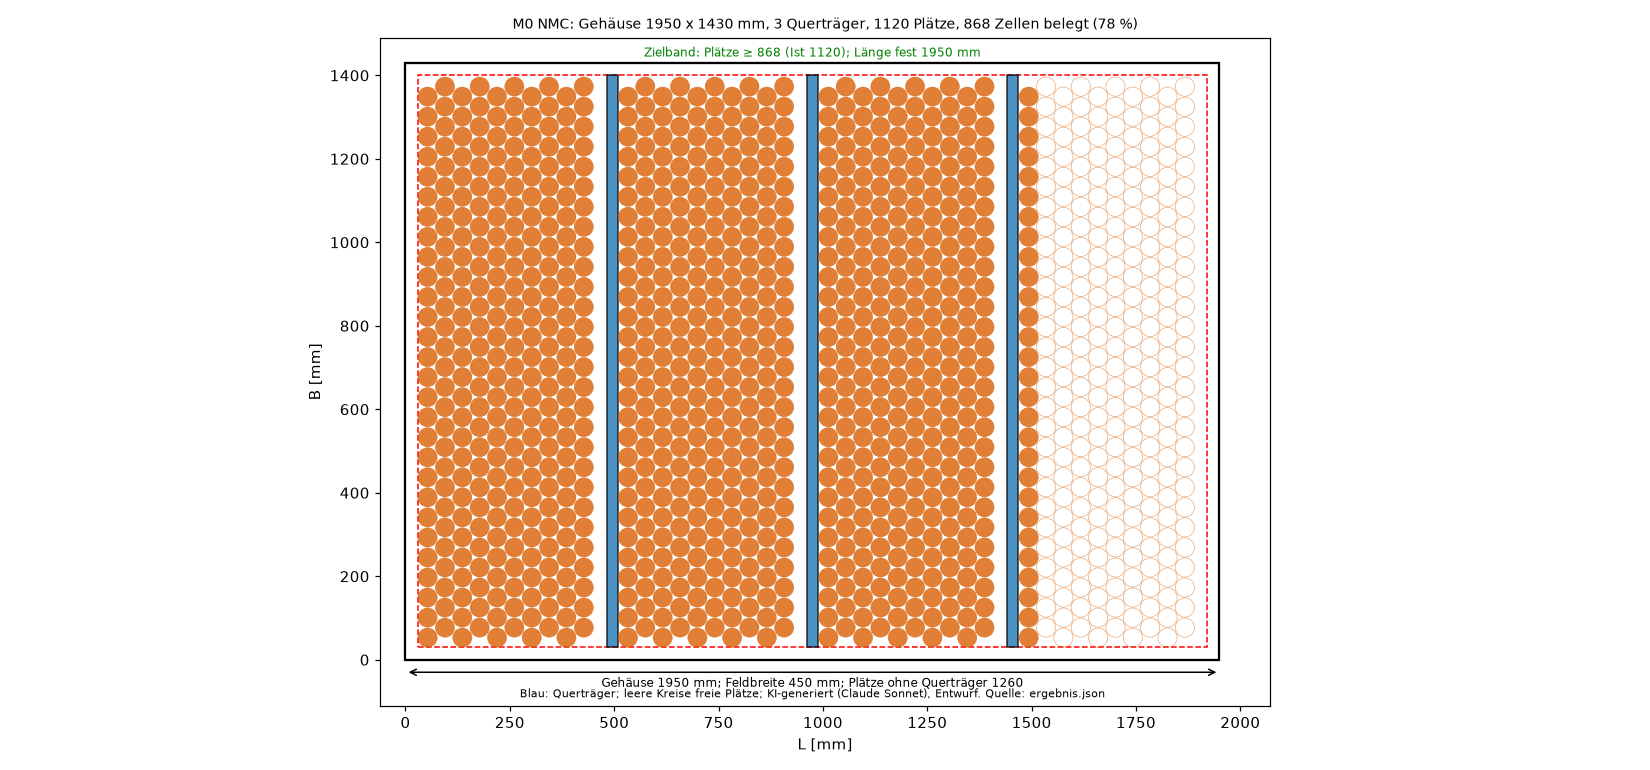 M0 NMC: Gehäuse 1950 x 1430 mm, 3 Querträger, 1120 Plätze, 868 Zellen belegt (78 %)
Zielband: Plätze ≥ 868 (Ist 1120); Länge fest 1950 mm
1400
1200
1000
800
600
400
200
0
B [mm]
Gehäuse 1950 mm; Feldbreite 450 mm; Plätze ohne Querträger 1260
Blau: Querträger; leere Kreise freie Plätze; KI-generiert (Claude Sonnet), Entwurf. Quelle: ergebnis.json
0 250 500 750 1000 1250 1500 1750 2000
L [mm]